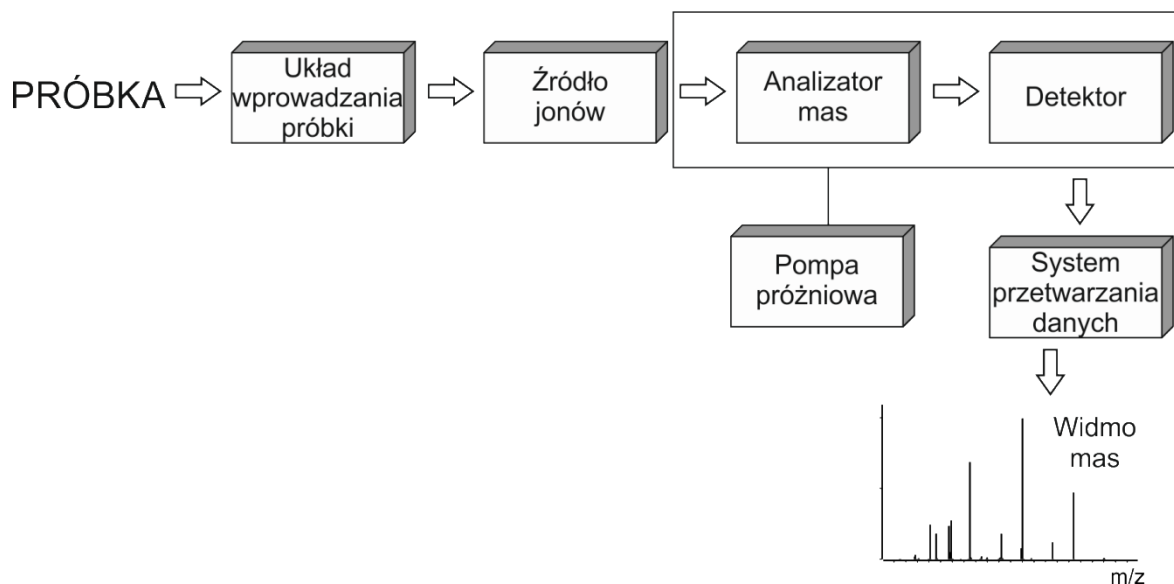 PRÓBKA
Układ
wprowadzania
próbki
Źródło
jonów
Analizator
mas
Detektor
Pompa
próżniowa
System
przetwarzania
danych
Widmo
mas
m/z